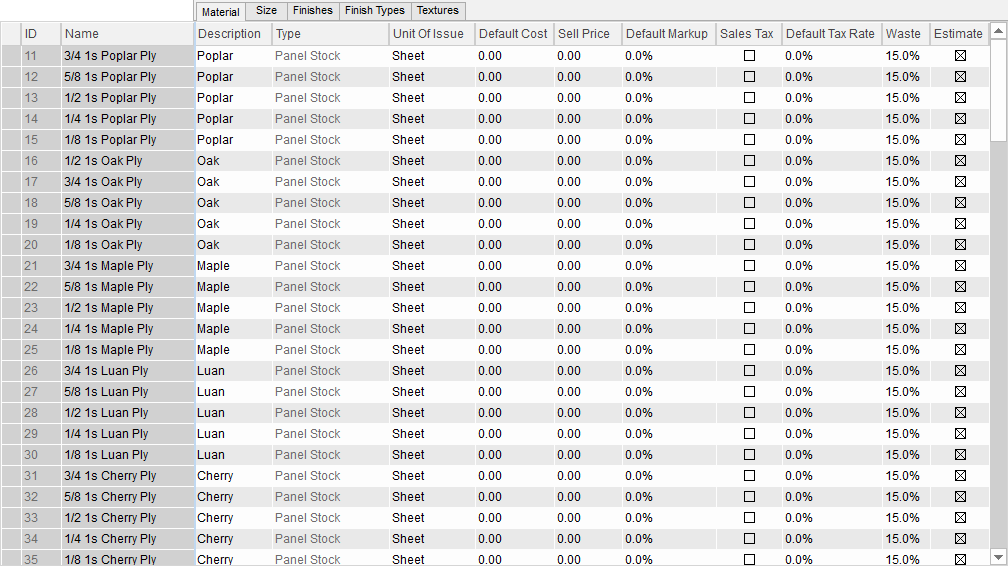 Material Size Finishes Finish Types Textures
ID Name Description Type Unit Of Issue Default Cost Sell Price Default Markup Sales Tax Default Tax Rate Waste Estimate
11 3/4 1s Poplar Ply Poplar Panel Stock Sheet 0.00 0.00 0.0% 0.0% 15.0%
12 5/8 1s Poplar Ply Poplar Panel Stock Sheet 0.00 0.00 0.0% 0.0% 15.0%
13 1/2 1s Poplar Ply Poplar Panel Stock Sheet 0.00 0.00 0.0% 0.0% 15.0%
14 1/4 1s Poplar Ply Poplar Panel Stock Sheet 0.00 0.00 0.0% 0.0% 15.0%
15 1/8 1s Poplar Ply Poplar Panel Stock Sheet 0.00 0.00 0.0% 0.0% 15.0%
16 1/2 1s Oak Ply Oak Panel Stock Sheet 0.00 0.00 0.0% 0.0% 15.0%
17 3/4 1s Oak Ply Oak Panel Stock Sheet 0.00 0.00 0.0% 0.0% 15.0%
18 5/8 1s Oak Ply Oak Panel Stock Sheet 0.00 0.00 0.0% 0.0% 15.0%
19 1/4 1s Oak Ply Oak Panel Stock Sheet 0.00 0.00 0.0% 0.0% 15.0%
20 1/8 1s Oak Ply Oak Panel Stock Sheet 0.00 0.00 0.0% 0.0% 15.0%
21 3/4 1s Maple Ply Maple Panel Stock Sheet 0.00 0.00 0.0% 0.0% 15.0%
22 5/8 1s Maple Ply Maple Panel Stock Sheet 0.00 0.00 0.0% 0.0% 15.0%
23 1/2 1s Maple Ply Maple Panel Stock Sheet 0.00 0.00 0.0% 0.0% 15.0%
24 1/4 1s Maple Ply Maple Panel Stock Sheet 0.00 0.00 0.0% 0.0% 15.0%
25 1/8 1s Maple Ply Maple Panel Stock Sheet 0.00 0.00 0.0% 0.0% 15.0%
26 3/4 1s Luan Ply Luan Panel Stock Sheet 0.00 0.00 0.0% 0.0% 15.0%
27 5/8 1s Luan Ply Luan Panel Stock Sheet 0.00 0.00 0.0% 0.0% 15.0%
28 1/2 1s Luan Ply Luan Panel Stock Sheet 0.00 0.00 0.0% 0.0% 15.0%
29 1/4 1s Luan Ply Luan Panel Stock Sheet 0.00 0.00 0.0% 0.0% 15.0%
30 1/8 1s Luan Ply Luan Panel Stock Sheet 0.00 0.00 0.0% 0.0% 15.0%
31 3/4 1s Cherry Ply Cherry Panel Stock Sheet 0.00 0.00 0.0% 0.0% 15.0%
32 5/8 1s Cherry Ply Cherry Panel Stock Sheet 0.00 0.00 0.0% 0.0% 15.0%
33 1/2 1s Cherry Ply Cherry Panel Stock Sheet 0.00 0.00 0.0% 0.0% 15.0%
34 1/4 1s Cherry Ply Cherry Panel Stock Sheet 0.00 0.00 0.0% 0.0% 15.0%
35 1/8 1s Cherry Ply Cherry Panel Stock Sheet 0.00 0.00 0.0% 0.0% 15.0%